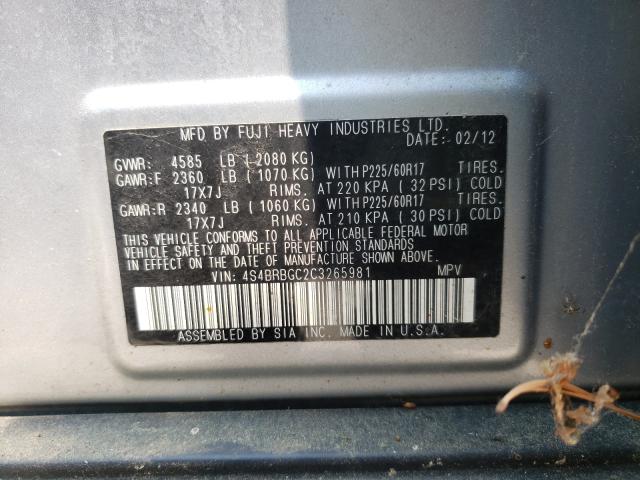 MFD BY FUJI HEAVY INDUSTRIES LTD.
DATE: 02/12
GVWR: 4585 LB (2080 KG)
GAWR:F 2360 LB (1070 KG) WITH P225/60R17 TIRES.
17X7J RIMS. AT 220 KPA (32 PSI) COLD
GAWR:R 2340 LB (1060 KG) WITH P225/60R17 TIRES.
17X7J RIMS. AT 210 KPA (30 PSI) COLD
THIS VEHICLE CONFORMS TO ALL APPLICABLE FEDERAL MOTOR
VEHICLE SAFETY AND THEFT PREVENTION STANDARDS
IN EFFECT ON THE DATE OF MANUFACTURE SHOWN ABOVE.
VIN: 4S4BRBGC2C3265981 MPV
ASSEMBLED BY SIA INC. MADE IN U.S.A.